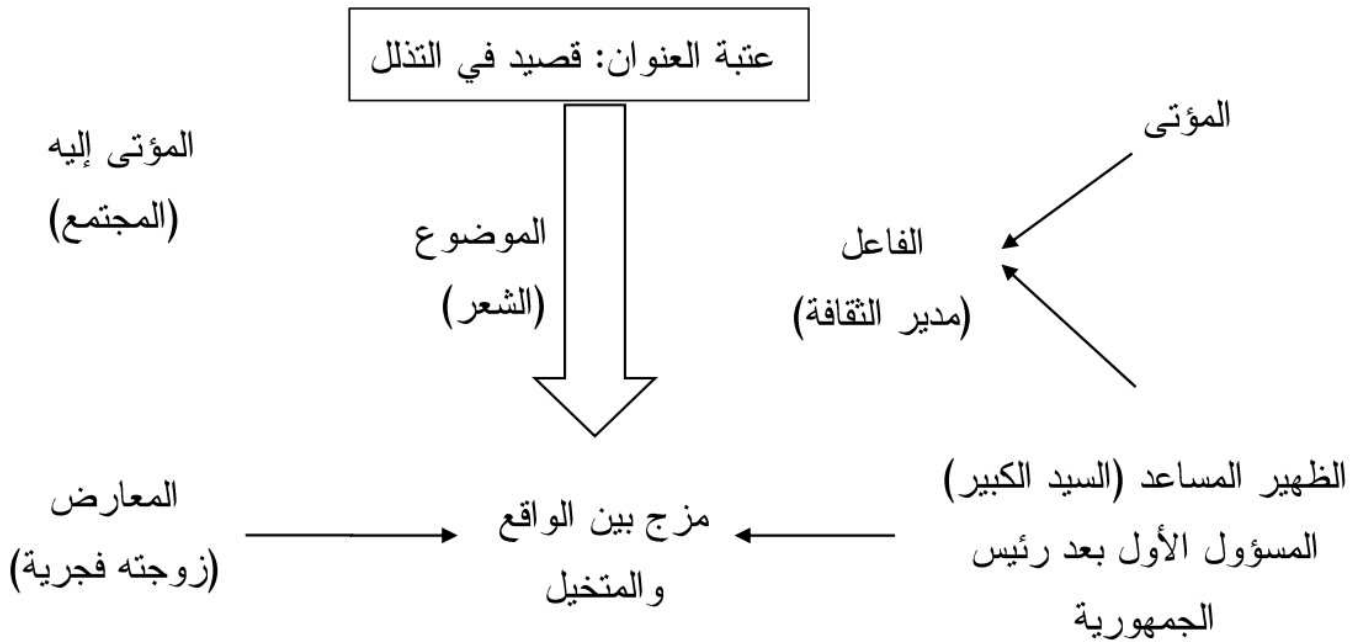 عتبة العنوان: قصيد في التذلل
المؤتى
المؤتى إليه
(المجتمع)
الفاعل
(مدير الثقافة)
الموضوع
(الشعر)
الظهير المساعد (السيد الكبير)
المسؤول الأول بعد رئيس
الجمهورية
مزج بين الواقع
والمتخيل
المعارض
(زوجته فجرية)